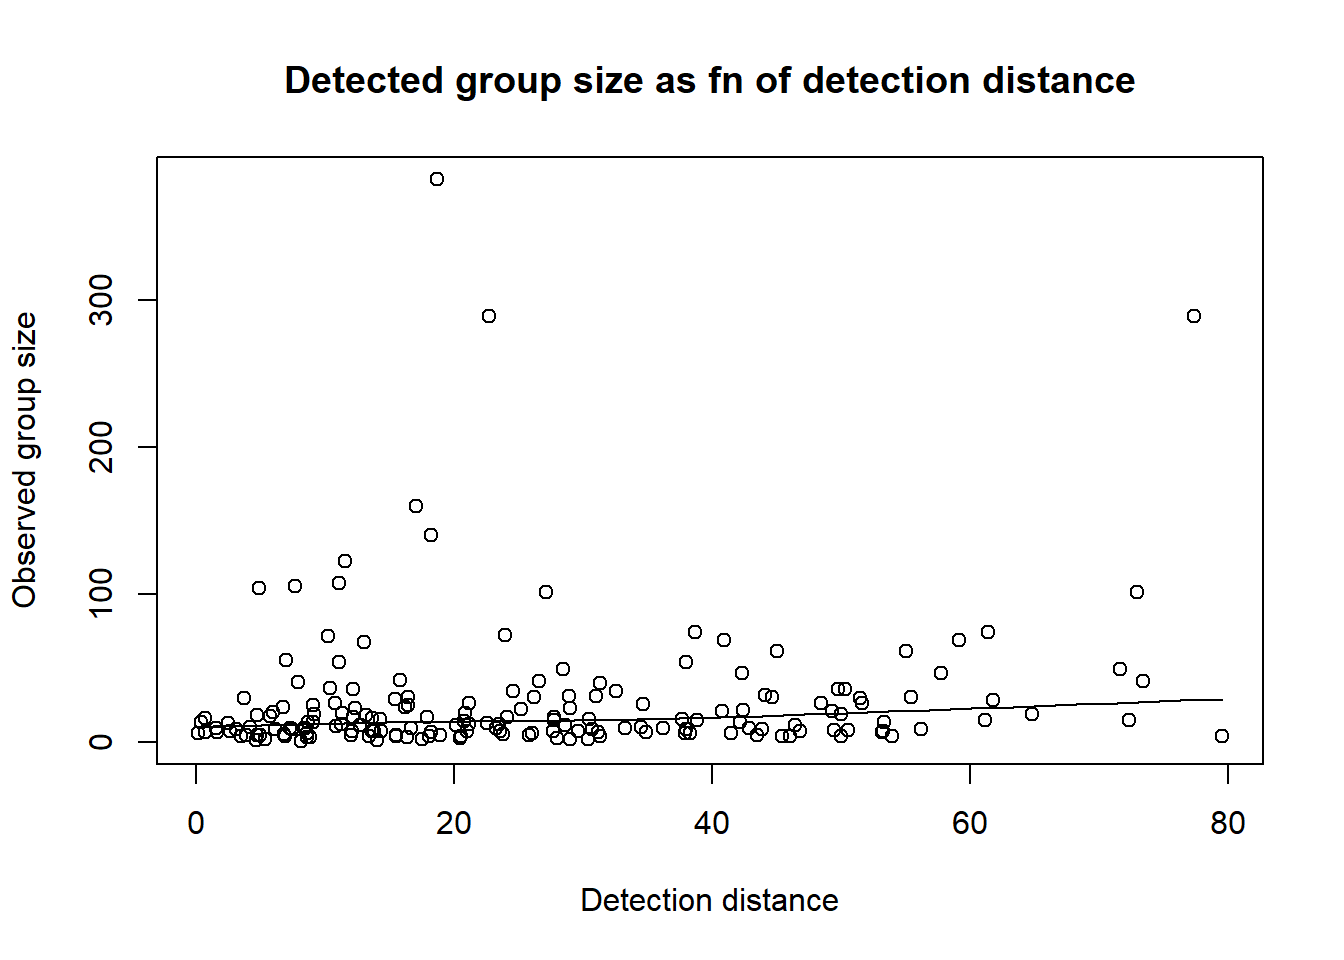 Detected group size as fn of detection distance
Observed group size
300
200
100
0
0 20 40 60 80
Detection distance